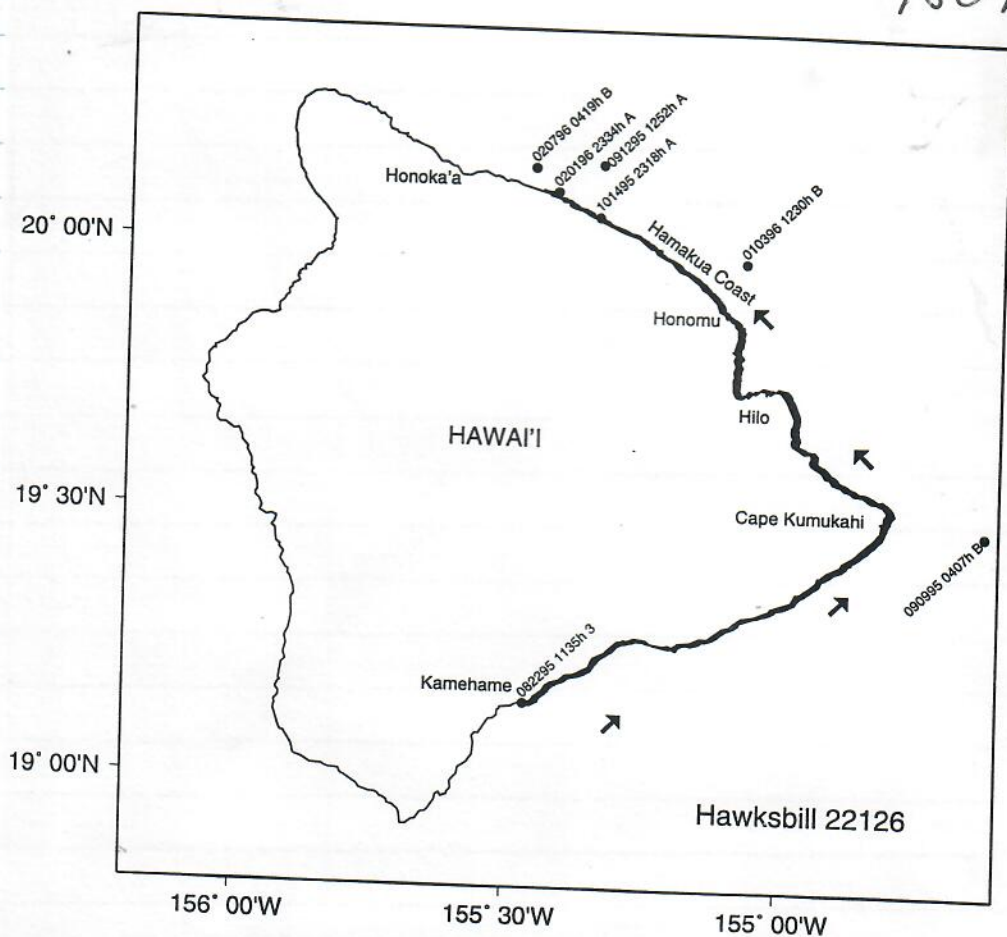 020796 0419h B
020196 2334h A
091295 1252h A
101495 2318h A
Honoka'a
20° 00'N
010396 1230h B
Hamakua Coast
Honomu
Hilo
HAWAI'I
19° 30'N
Cape Kumukahi
090995 0407h B
082295 1135h 3
Kamehame
19° 00'N
Hawksbill 22126
156° 00'W
155° 30'W
155° 00'W